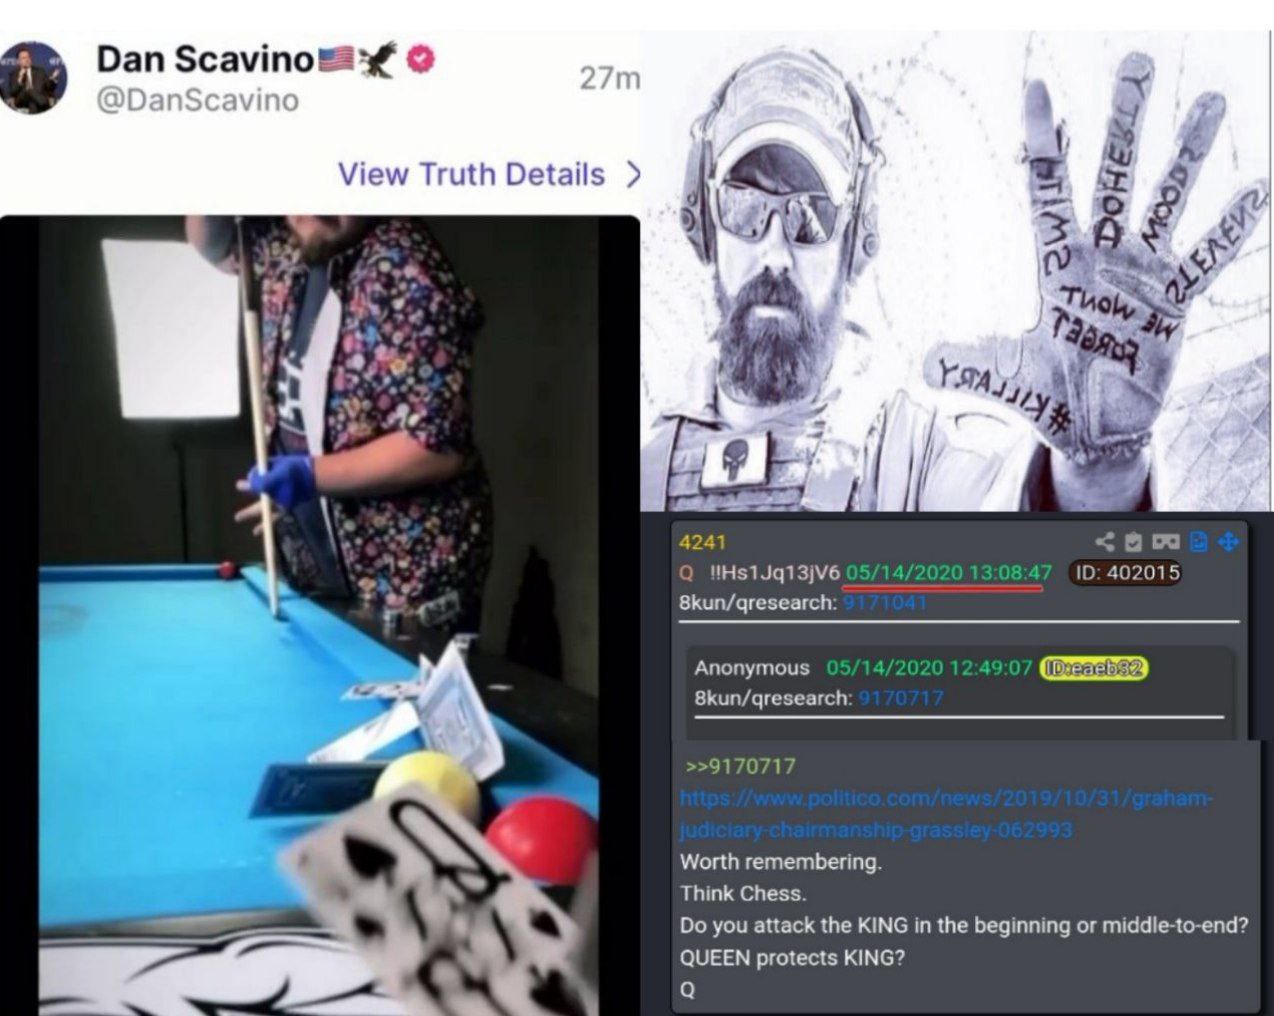 Dan Scavino
@DanScavino
27m
View Truth Details
SMITH
DOHERTY
WOODS
STEVENS
WE WONT
FORGET
#KILLARY
4241
Q !!Hs1Jq13jV6 05/14/2020 13:08:47 ID: 402015
8kun/qresearch: 9171041
Anonymous 05/14/2020 12:49:07 ID:eaeb32
8kun/qresearch: 9170717
>>9170717
https://www.politico.com/news/2019/10/31/graham-
judiciary-chairmanship-grassley-062993
Worth remembering.
Think Chess.
Do you attack the KING in the beginning or middle-to-end?
QUEEN protects KING?
Q